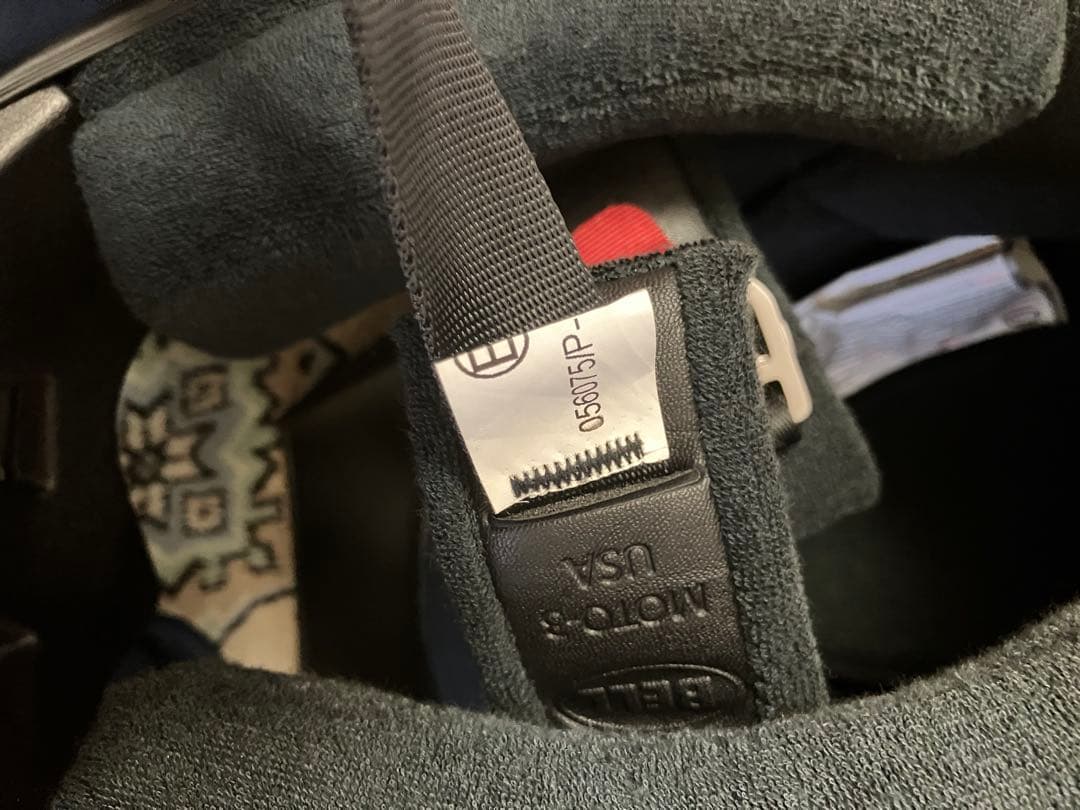 E
056075/P-
BELL
MOTO-8
USA